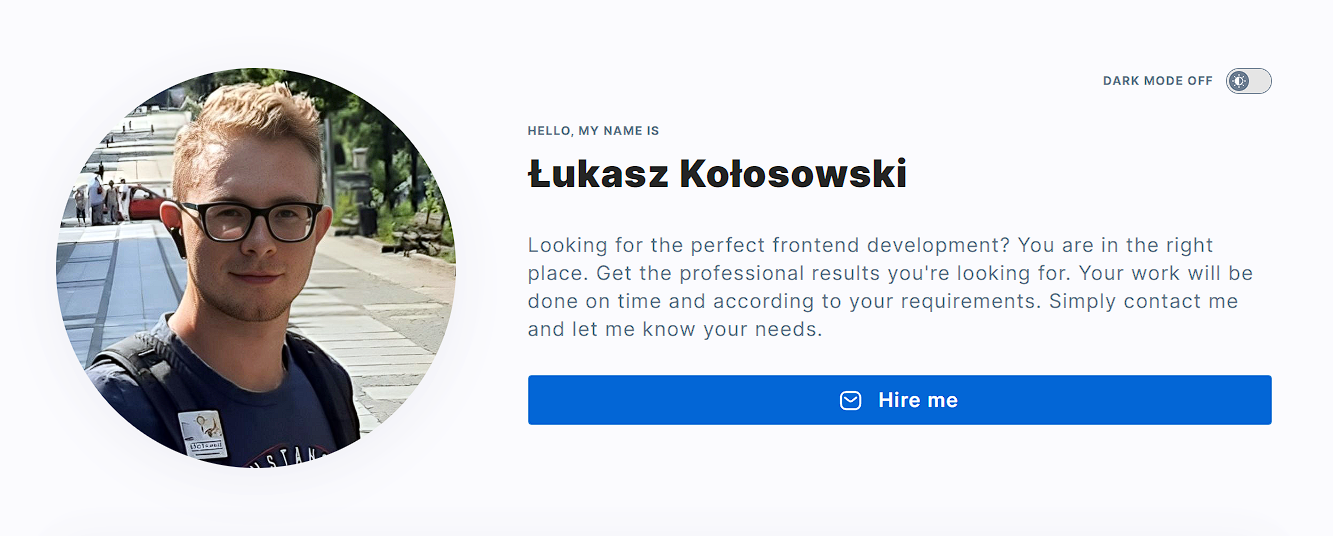 DARK MODE OFF
HELLO, MY NAME IS
Łukasz Kołosowski
Looking for the perfect frontend development? You are in the right
place. Get the professional results you're looking for. Your work will be
done on time and according to your requirements. Simply contact me
and let me know your needs.
Hire me